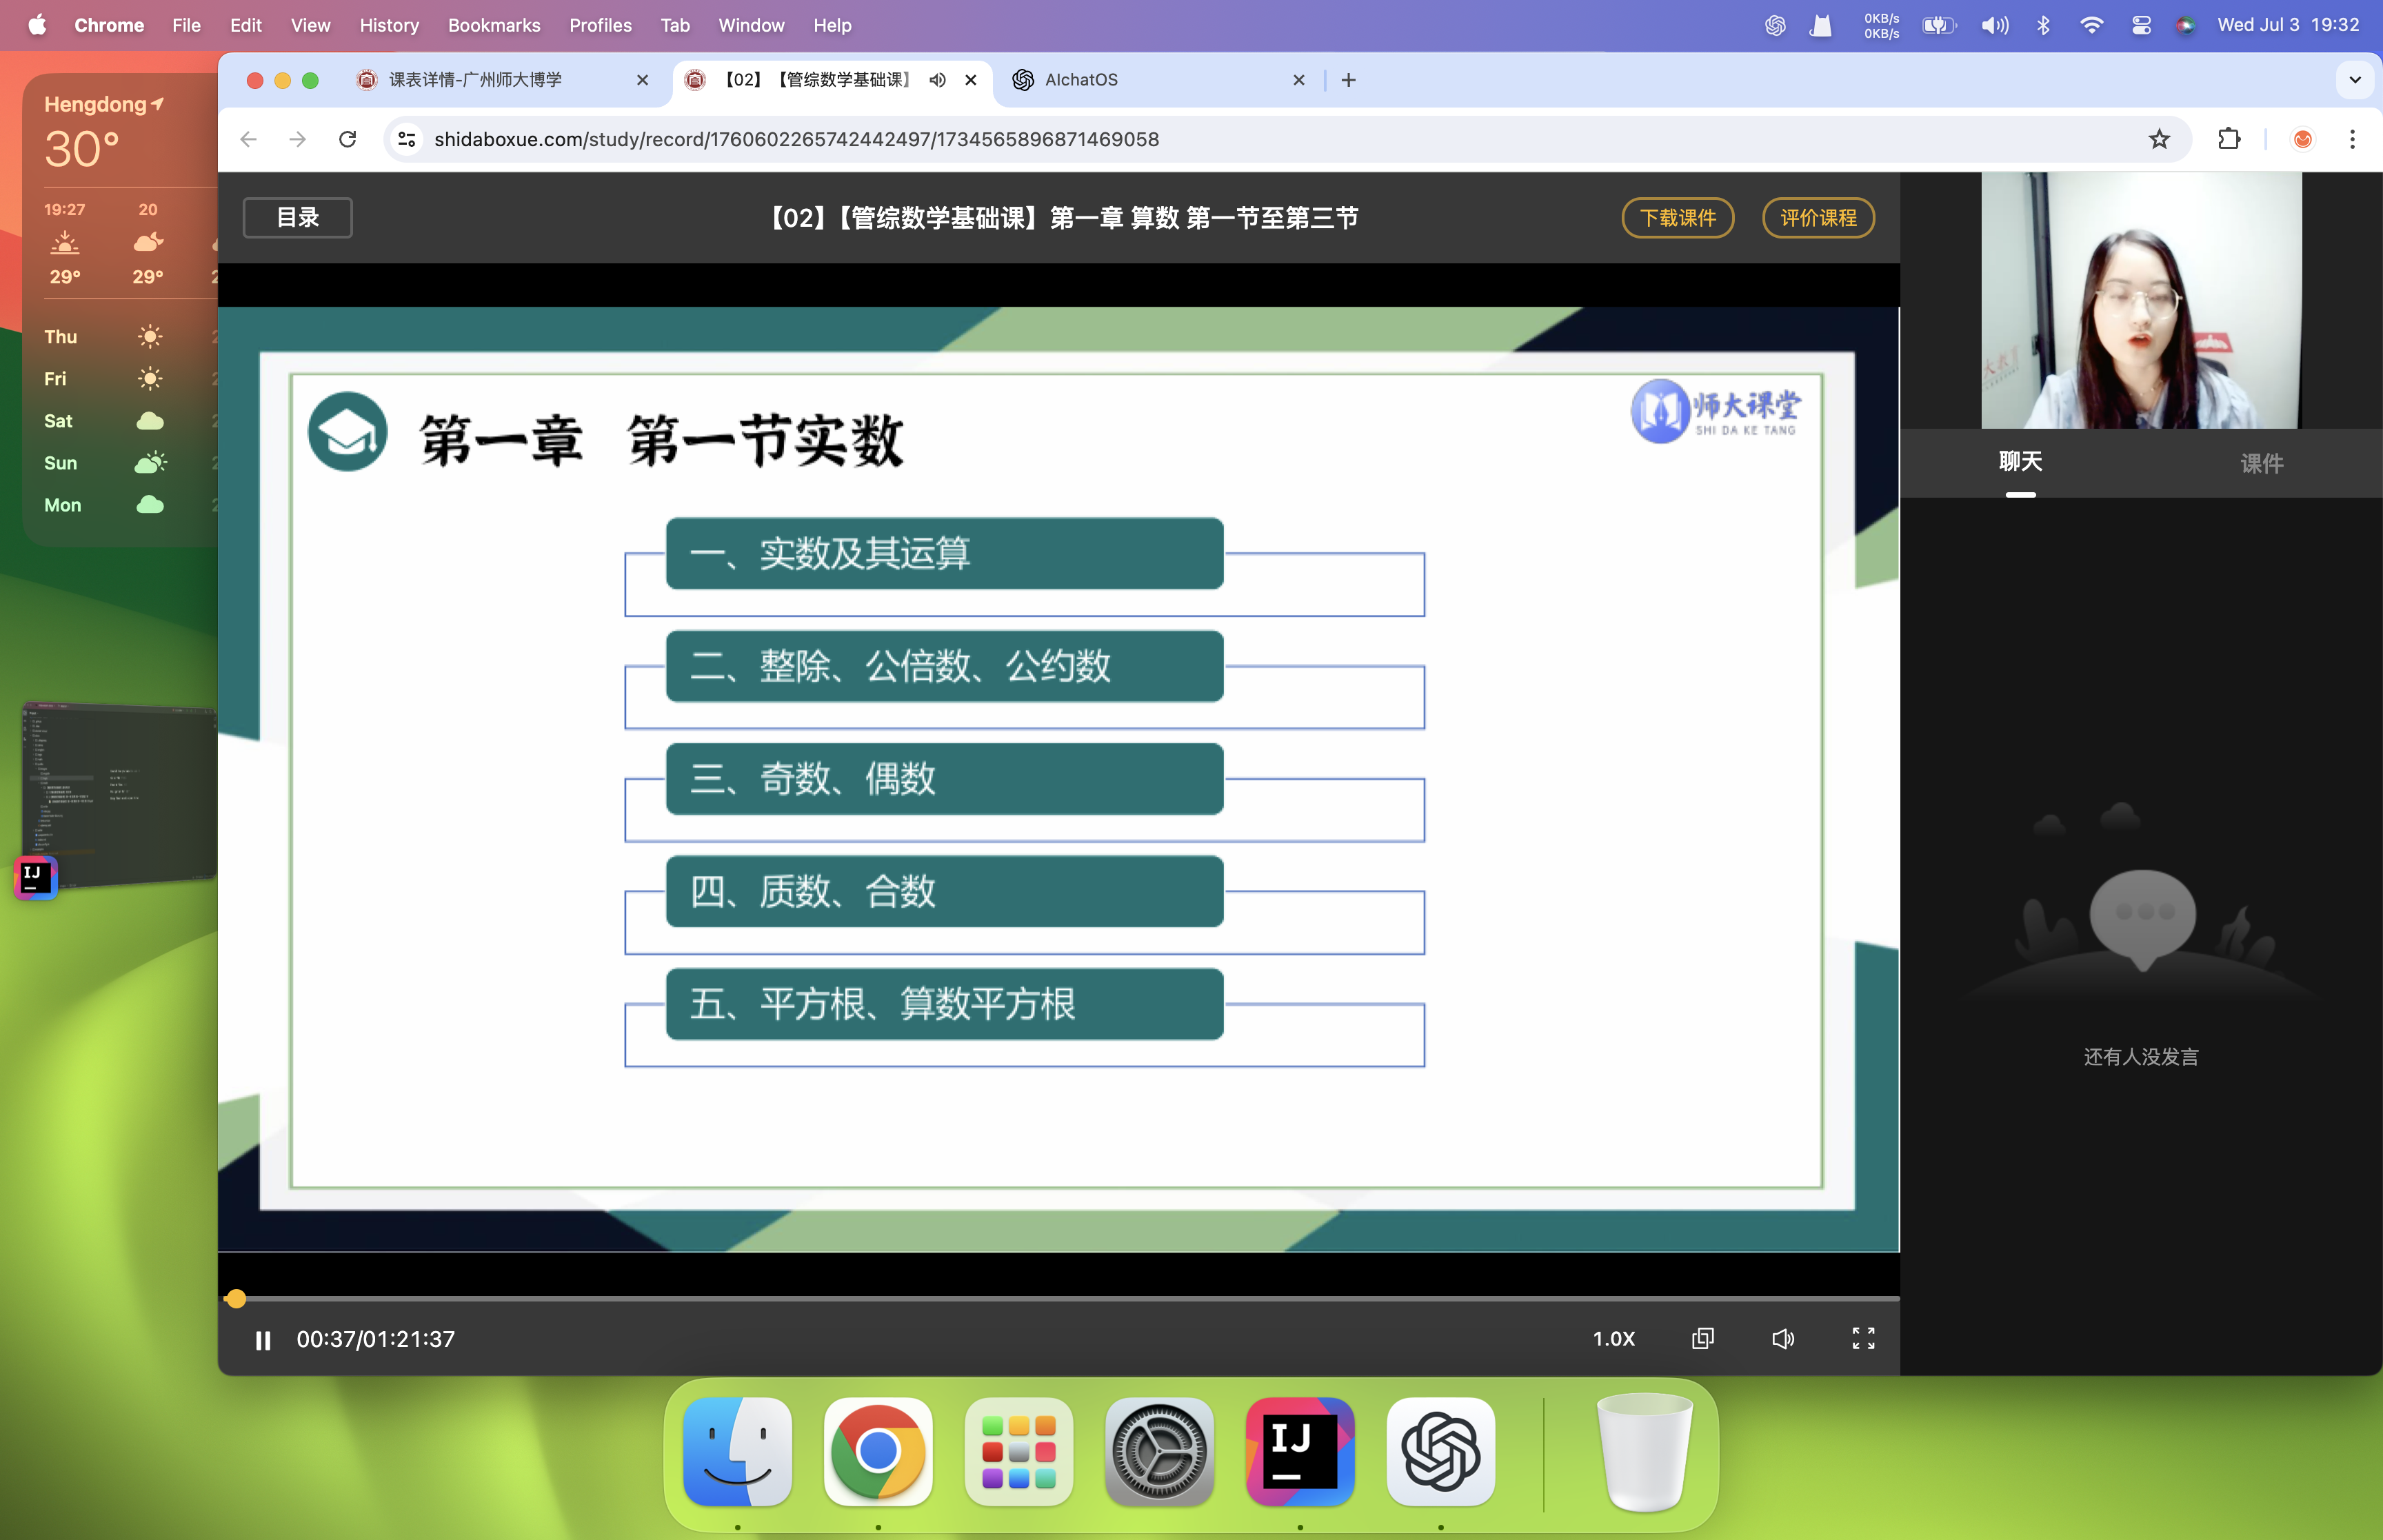 Chrome File Edit View History Bookmarks Profiles Tab Window Help
0KB/s
0KB/s
Wed Jul 3 19:32
Hengdong
30°
19:27 20
29° 29°
Thu
Fri
Sat
Sun
Mon
课表详情-广州师大博学
【02】【管综数学基础课】
AIchatOS
shidaboxue.com/study/record/1760602265742442497/1734565896871469058
目录
【02】【管综数学基础课】第一章 算数 第一节至第三节
下载课件
评价课程
第一章 第一节实数
师大课堂
SHI DA KE TANG
一、实数及其运算
二、整除、公倍数、公约数
三、奇数、偶数
四、质数、合数
五、平方根、算数平方根
聊天
课件
还有人没发言
00:37/01:21:37
1.0X
IJ
IJ